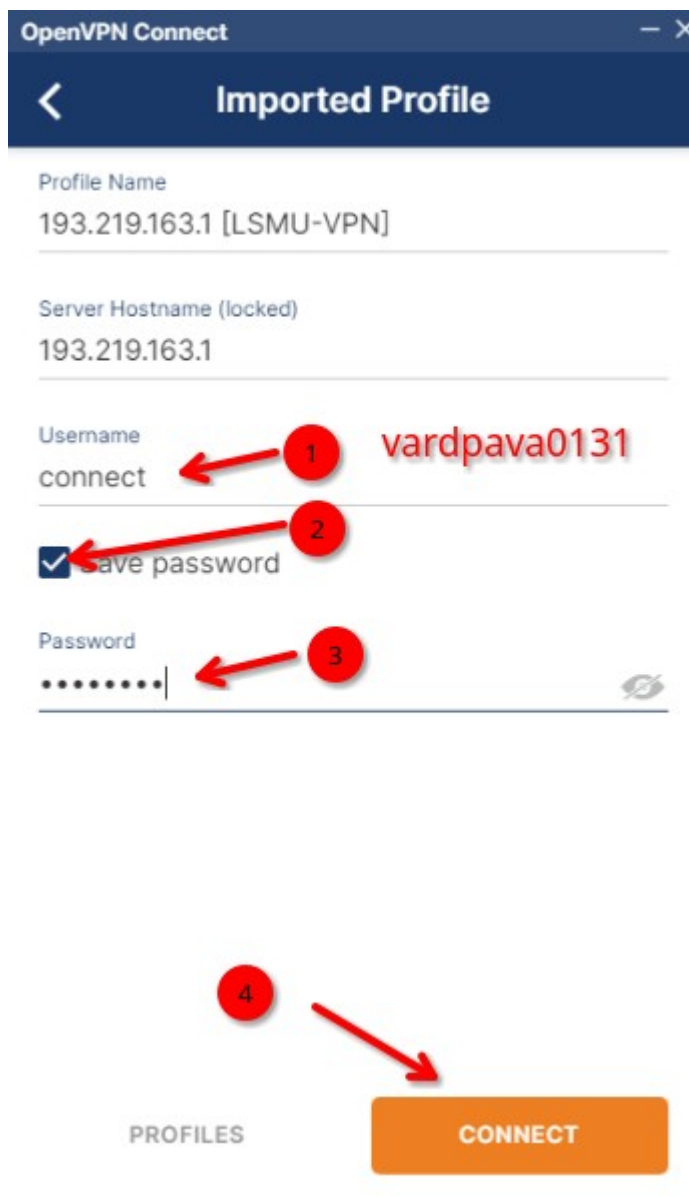 OpenVPN Connect
Imported Profile
Profile Name
193.219.163.1 [LSMU-VPN]
Server Hostname (locked)
193.219.163.1
Username
1
vardpava0131
connect
2
Save password
Password
3
••••••••
4
PROFILES
CONNECT